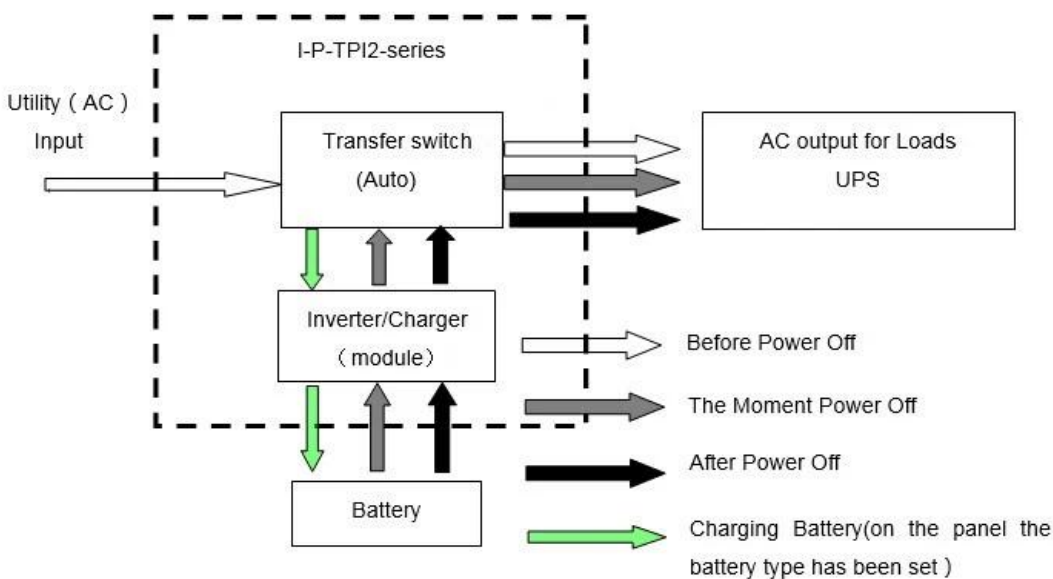 I-P-TPI2-series
Utility（AC）
Input
Transfer switch
(Auto)
AC output for Loads
UPS
Inverter/Charger
（module）
Before Power Off
The Moment Power Off
After Power Off
Battery
Charging Battery(on the panel the
battery type has been set）